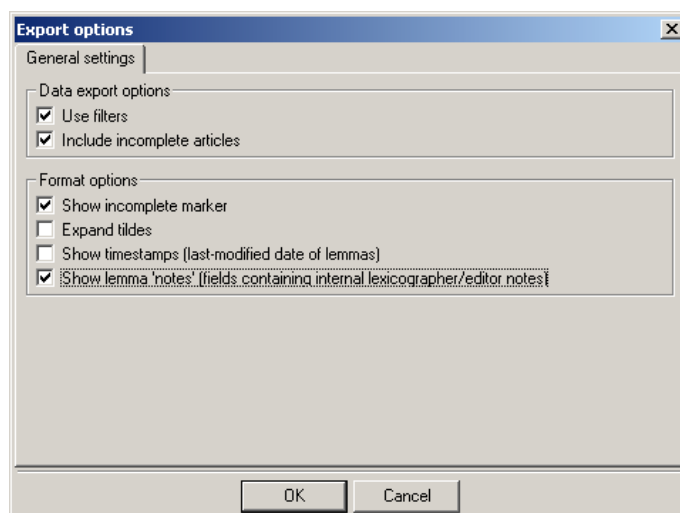 Export options
General settings
Data export options
Use filters
Include incomplete articles
Format options
Show incomplete marker
Expand tildes
Show timestamps (last-modified date of lemmas)
Show lemma 'notes' (fields containing internal lexicographer/editor notes)
OK
Cancel